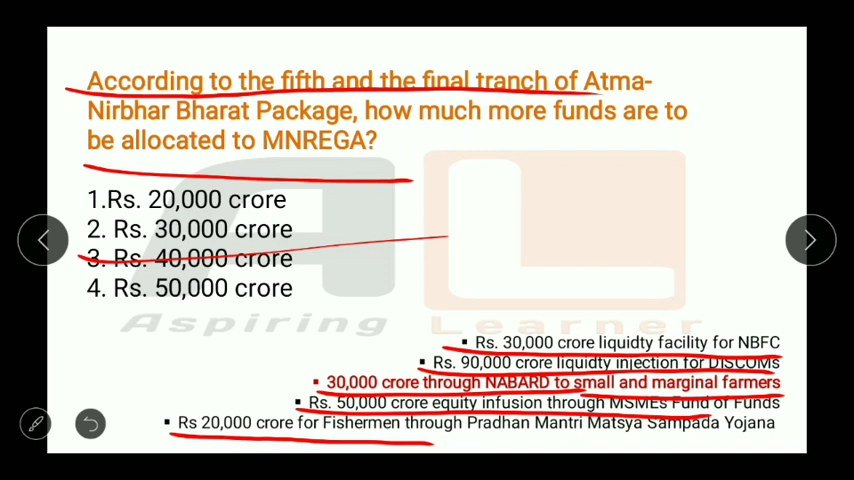 According to the fifth and the final tranch of Atma-
Nirbhar Bharat Package, how much more funds are to
be allocated to MNREGA?
1.Rs. 20,000 crore
2. Rs. 30,000 crore
3. Rs. 40,000 crore
4. Rs. 50,000 crore
AL
Aspiring Learner
▪ Rs. 30,000 crore liquidty facility for NBFC
▪ Rs. 90,000 crore liquidty injection for DISCOMs
▪ 30,000 crore through NABARD to small and marginal farmers
▪ Rs. 50,000 crore equity infusion through MSMEs Fund of Funds
▪ Rs 20,000 crore for Fishermen through Pradhan Mantri Matsya Sampada Yojana